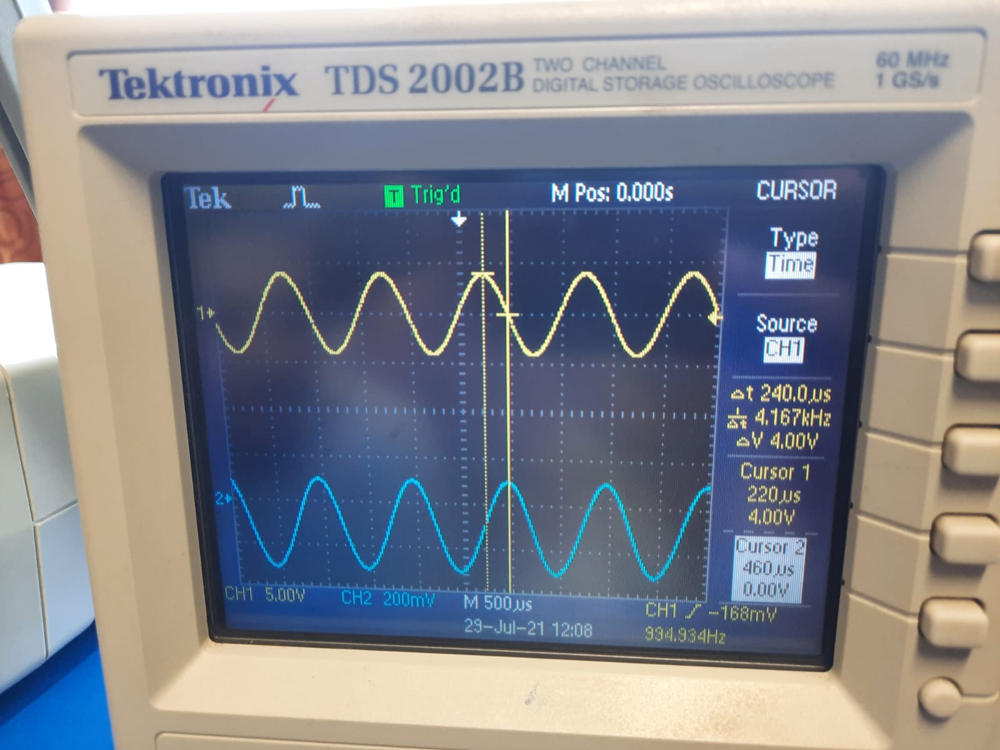 Tektronix TDS 2002B TWO CHANNEL DIGITAL STORAGE OSCILLOSCOPE 60 MHz 1 GS/s
Tek Trig'd M Pos: 0.000s CURSOR
T
Type
Time
1
Source
CH1
Δt 240.0µs
1/Δt 4.167kHz
ΔV 4.00V
Cursor 1
220µs
4.00V
2
Cursor 2
460µs
0.00V
CH1 5.00V CH2 200mV M 500µs CH1 -168mV
29-Jul-21 12:08 994.934Hz